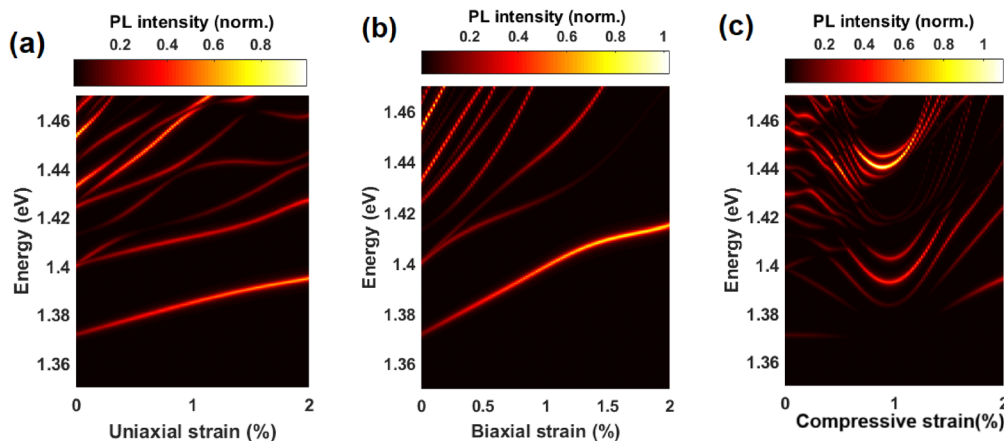 (a)
PL intensity (norm.)
0.2 0.4 0.6 0.8
Energy (eV)
1.46
1.44
1.42
1.4
1.38
1.36
0 1 2
Uniaxial strain (%)
(b)
PL intensity (norm.)
0.2 0.4 0.6 0.8 1
Energy (eV)
1.46
1.44
1.42
1.4
1.38
1.36
0 0.5 1 1.5 2
Biaxial strain (%)
(c)
PL intensity (norm.)
0.2 0.4 0.6 0.8 1
Energy (eV)
1.46
1.44
1.42
1.4
1.38
1.36
0 1 2
Compressive strain(%)